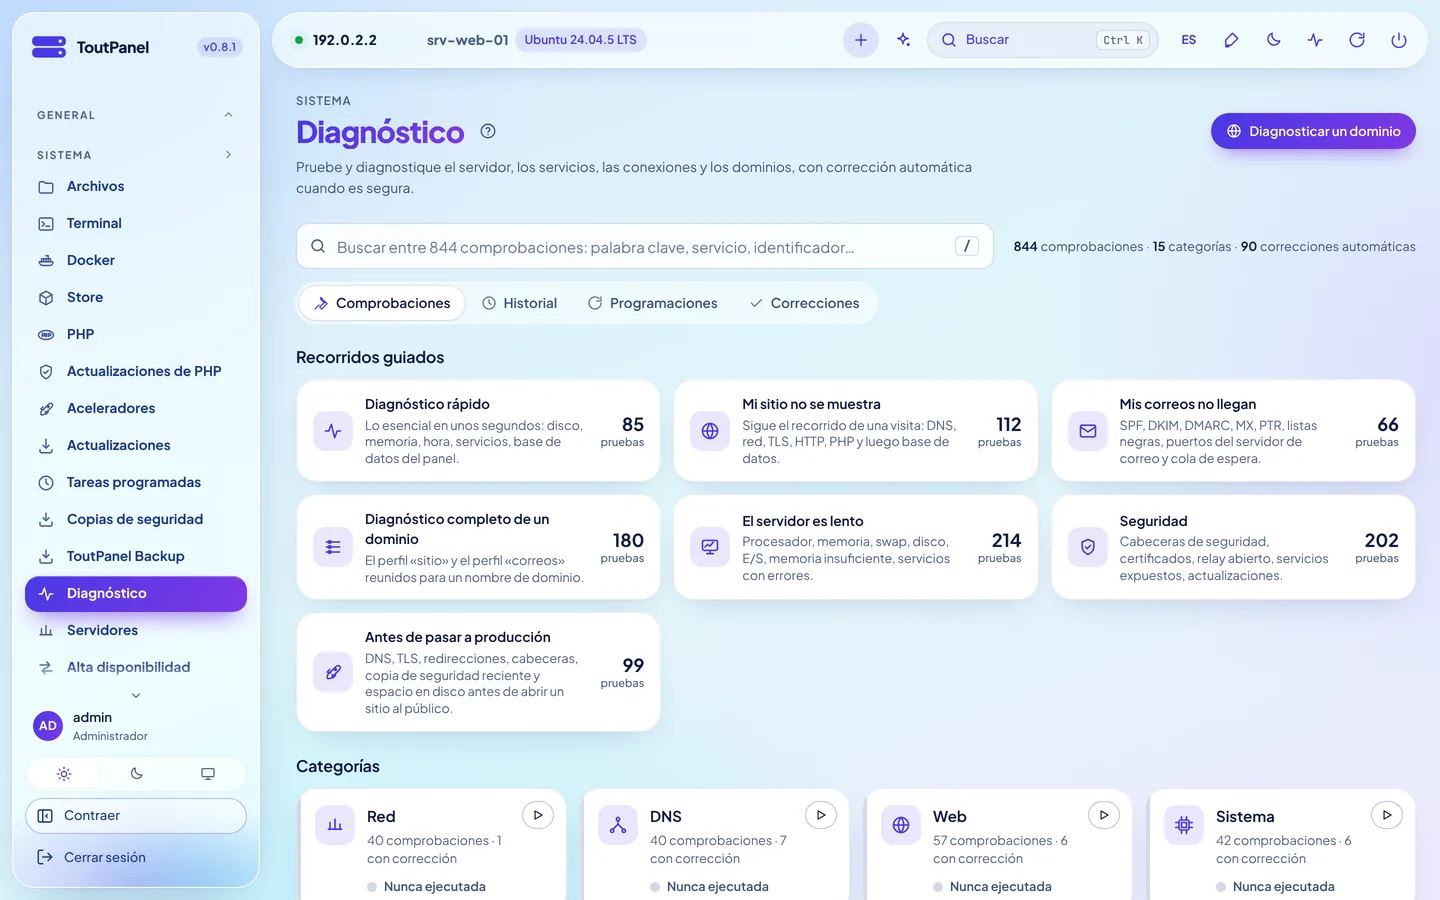 ToutPanel
v0.8.1
GENERAL
SISTEMA
Archivos
Terminal
Docker
Store
PHP
Actualizaciones de PHP
Aceleradores
Actualizaciones
Tareas programadas
Copias de seguridad
ToutPanel Backup
Diagnóstico
Servidores
Alta disponibilidad
AD
admin
Administrador
Contraer
Cerrar sesión
192.0.2.2
srv-web-01
Ubuntu 24.04.5 LTS
Buscar
Ctrl K
ES
SISTEMA
Diagnóstico
Diagnosticar un dominio
Pruebe y diagnostique el servidor, los servicios, las conexiones y los dominios, con corrección automática
cuando es segura.
Buscar entre 844 comprobaciones: palabra clave, servicio, identificador...
/
844 comprobaciones · 15 categorías · 90 correcciones automáticas
Comprobaciones
Historial
Programaciones
Correcciones
Recorridos guiados
Diagnóstico rápido
Lo esencial en unos segundos: disco,
memoria, hora, servicios, base de
datos del panel.
85
pruebas
Mi sitio no se muestra
Sigue el recorrido de una visita: DNS,
red, TLS, HTTP, PHP y luego base de
datos.
112
pruebas
Mis correos no llegan
SPF, DKIM, DMARC, MX, PTR, listas
negras, puertos del servidor de
correo y cola de espera.
66
pruebas
Diagnóstico completo de un
dominio
El perfil «sitio» y el perfil «correos»
reunidos para un nombre de dominio.
180
pruebas
El servidor es lento
Procesador, memoria, swap, disco,
E/S, memoria insuficiente, servicios
con errores.
214
pruebas
Seguridad
Cabeceras de seguridad,
certificados, relay abierto, servicios
expuestos, actualizaciones.
202
pruebas
Antes de pasar a producción
DNS, TLS, redirecciones, cabeceras,
copia de seguridad reciente y
espacio en disco antes de abrir un
sitio al público.
99
pruebas
Categorías
Red
40 comprobaciones · 1
con corrección
Nunca ejecutada
DNS
40 comprobaciones · 7
con corrección
Nunca ejecutada
Web
57 comprobaciones · 6
con corrección
Nunca ejecutada
Sistema
42 comprobaciones · 6
con corrección
Nunca ejecutada